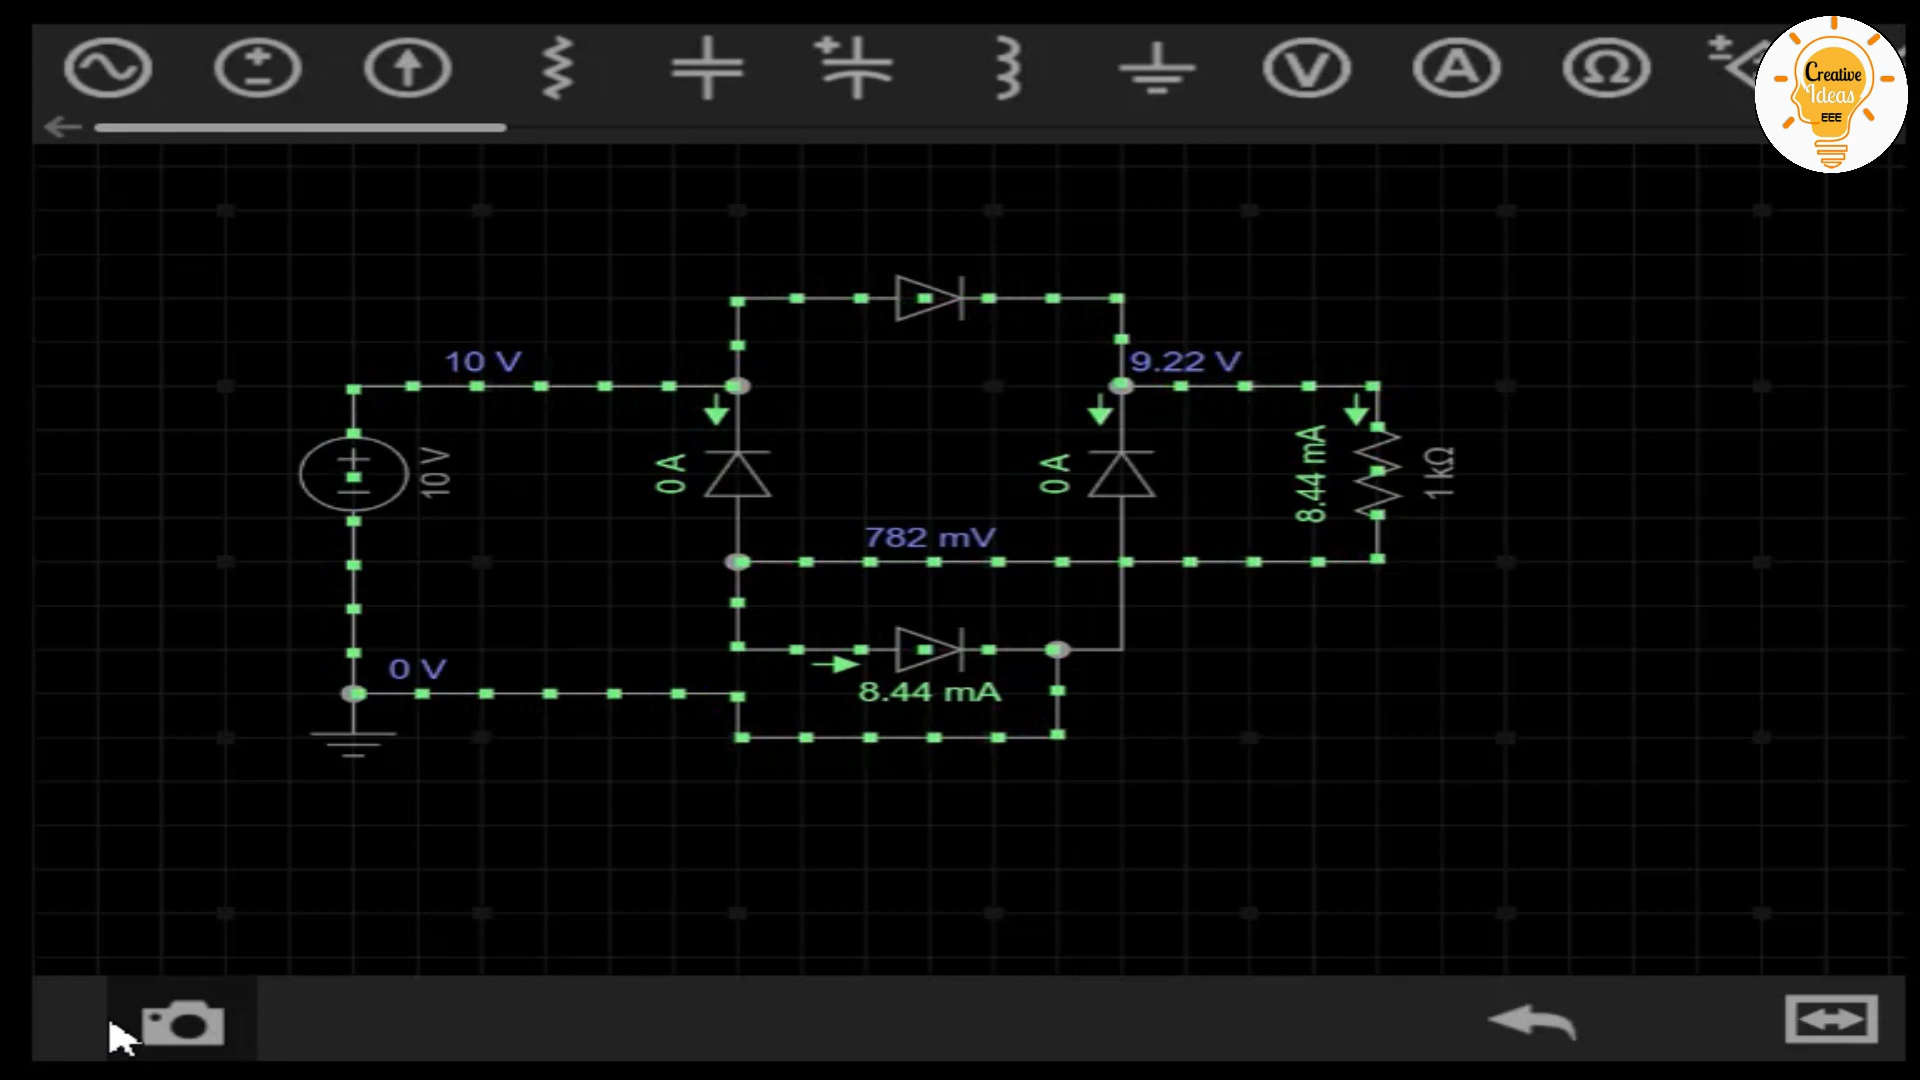 V
A
Ω
Creative
Ideas
EEE
10 V
9.22 V
10 V
0 A
0 A
8.44 mA
1 kΩ
782 mV
0 V
8.44 mA